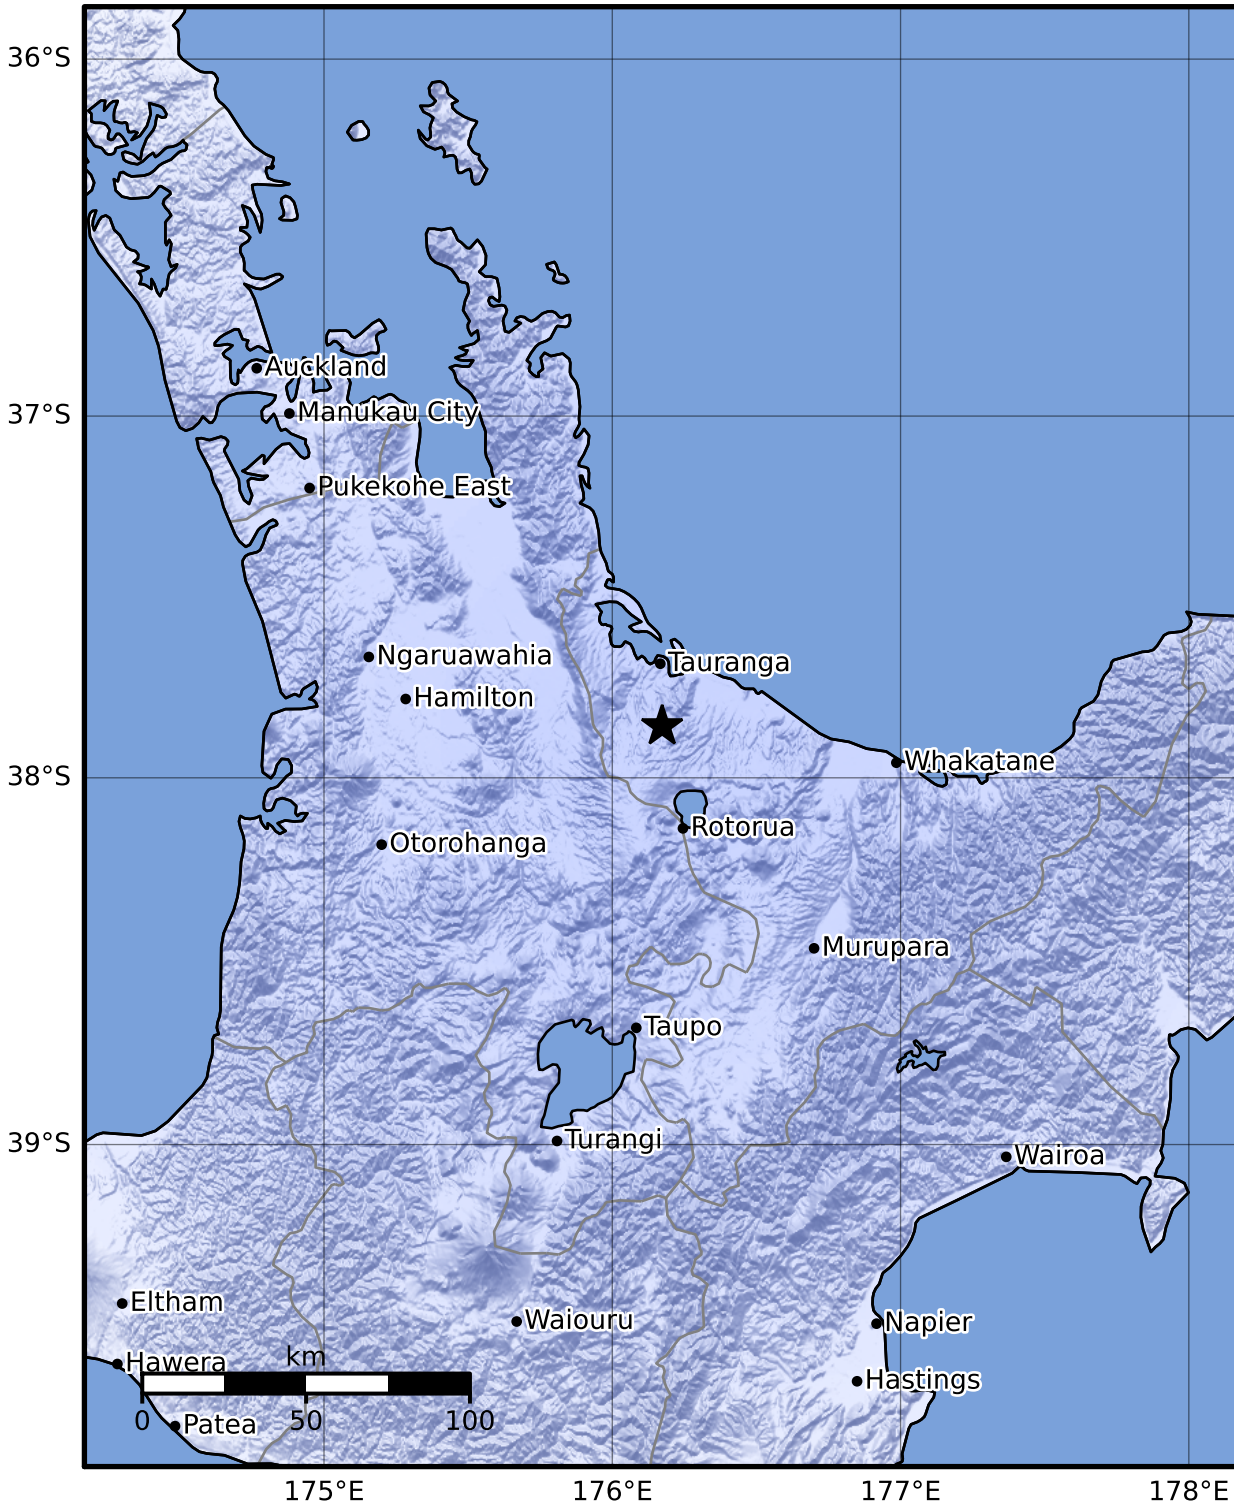 36°S
Auckland
37°S
Manukau City
Pukekohe East
Ngaruawahia
Tauranga
Hamilton
Whakatane
38°S
Rotorua
Otorohanga
Murupara
Taupo
39°S
Turangi
Wairoa
Eltham
Waiouru
Napier
km
Hawera
Hastings
0 50 100
Patea
175°E 176°E 177°E 178°E